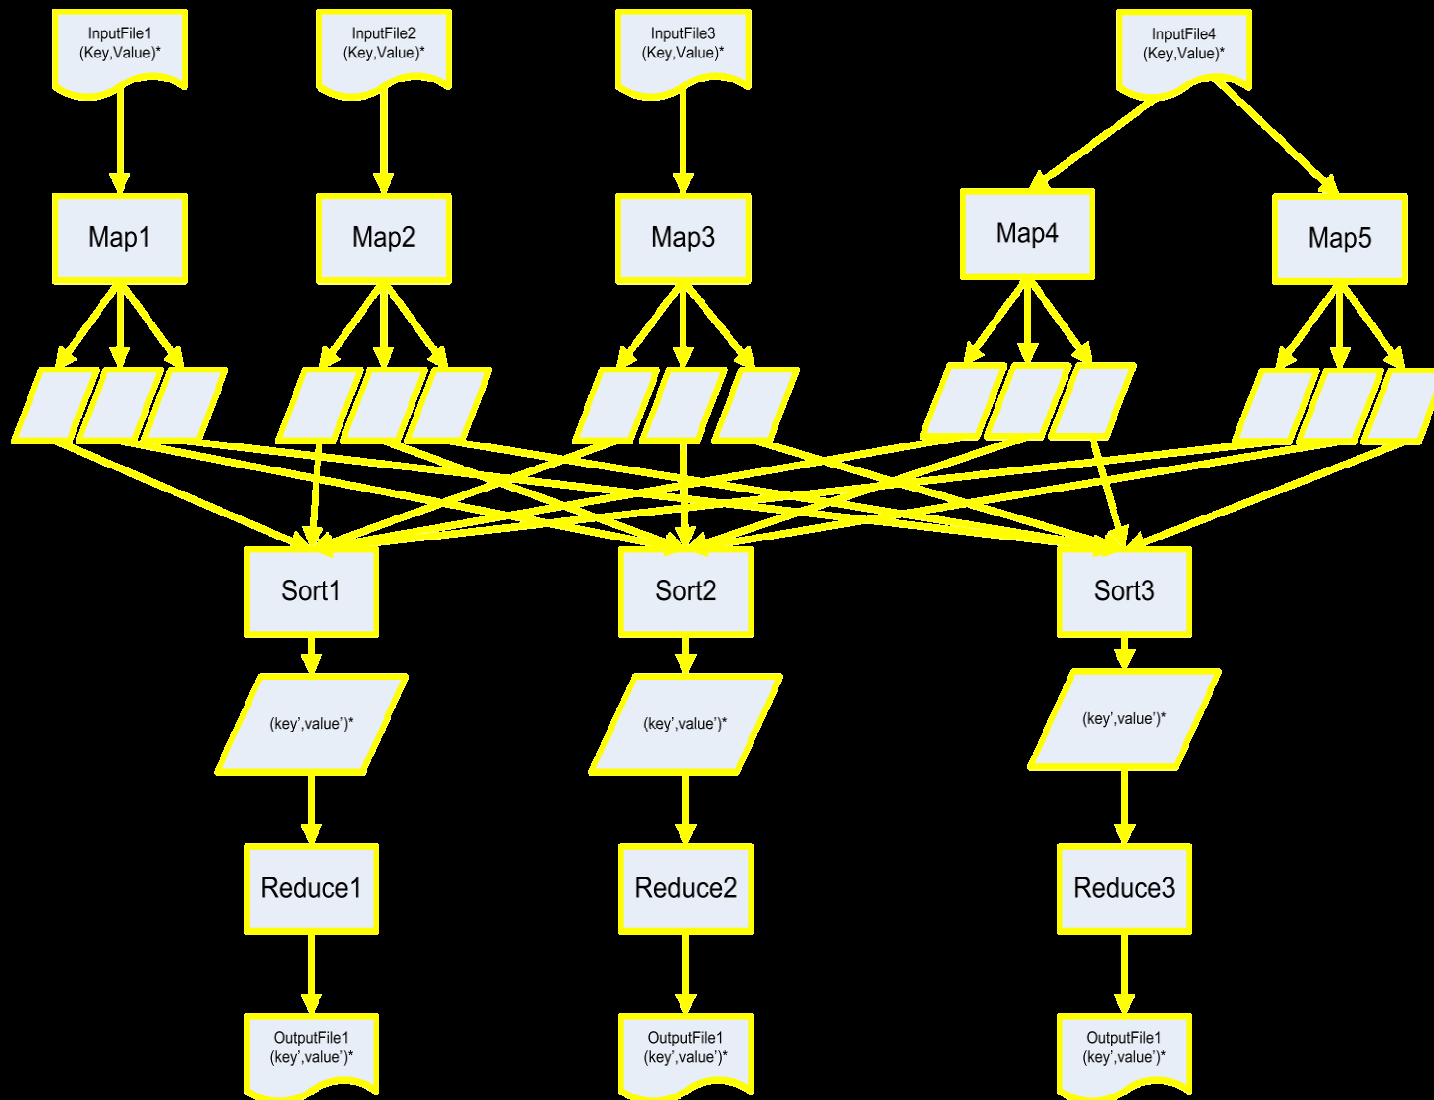 InputFile1
(Key,Value)*
InputFile2
(Key,Value)*
InputFile3
(Key,Value)*
InputFile4
(Key,Value)*
Map1
Map2
Map3
Map4
Map5
Sort1
Sort2
Sort3
(key’,value’)*
(key’,value’)*
(key’,value’)*
Reduce1
Reduce2
Reduce3
OutputFile1
(key’,value’)*
OutputFile1
(key’,value’)*
OutputFile1
(key’,value’)*